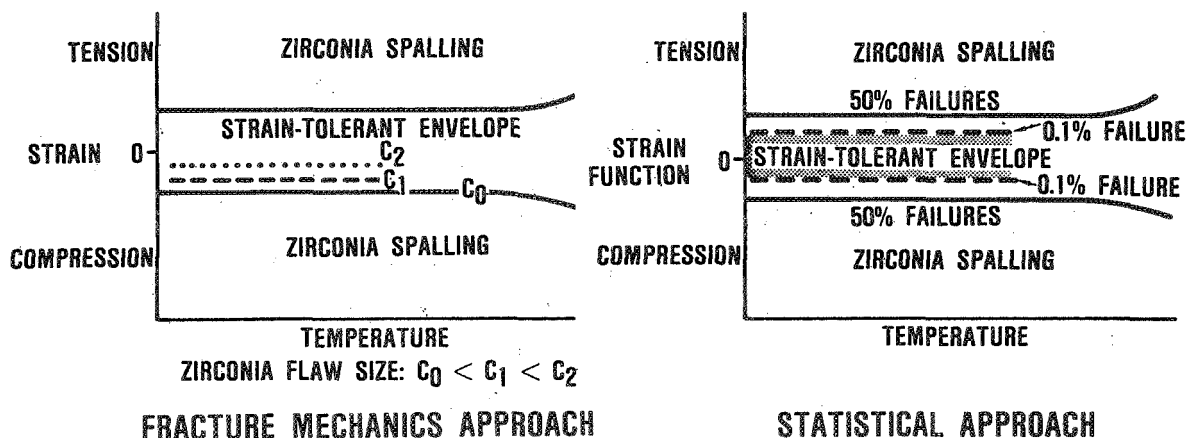 TENSION
ZIRCONIA SPALLING
STRAIN-TOLERANT ENVELOPE
STRAIN 0
C2
C1
C0
ZIRCONIA SPALLING
COMPRESSION
TEMPERATURE
ZIRCONIA FLAW SIZE: C0 < C1 < C2
FRACTURE MECHANICS APPROACH
TENSION
ZIRCONIA SPALLING
50% FAILURES
0.1% FAILURE
STRAIN
FUNCTION
0
STRAIN-TOLERANT ENVELOPE
0.1% FAILURE
50% FAILURES
COMPRESSION
ZIRCONIA SPALLING
TEMPERATURE
STATISTICAL APPROACH